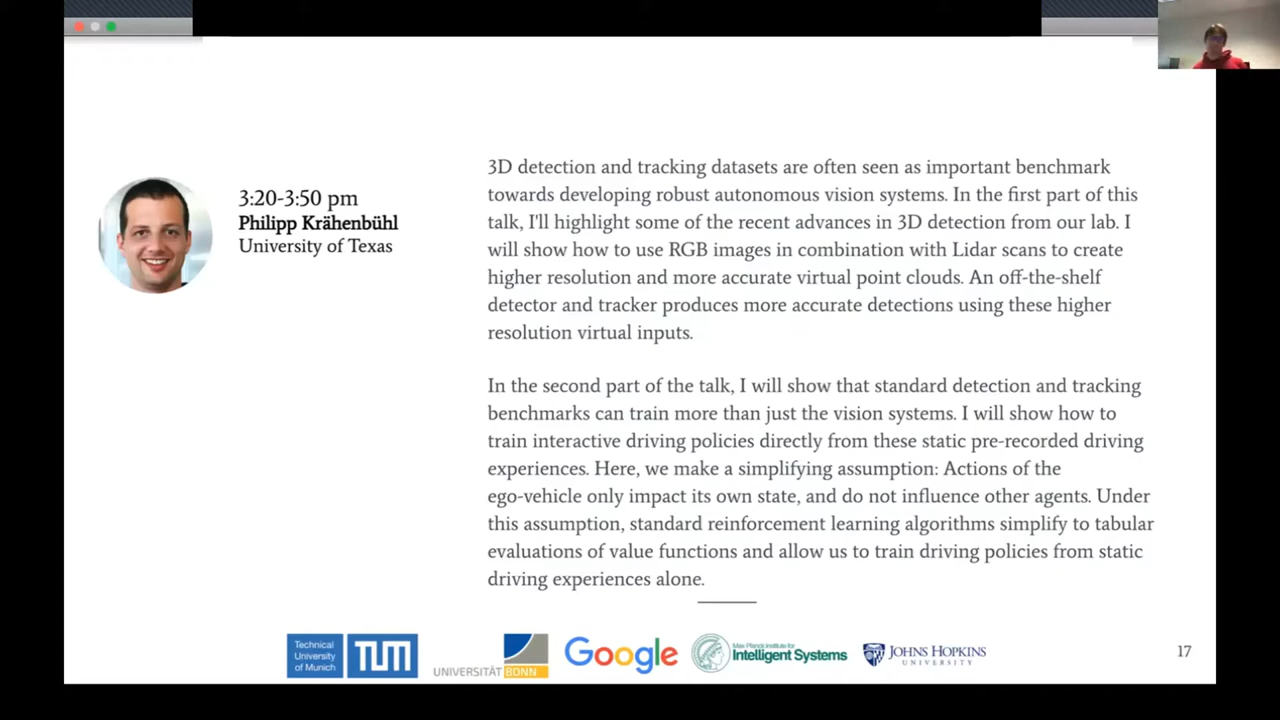 3:20-3:50 pm
Philipp Krähenbühl
University of Texas
3D detection and tracking datasets are often seen as important benchmark
towards developing robust autonomous vision systems. In the first part of this
talk, I'll highlight some of the recent advances in 3D detection from our lab. I
will show how to use RGB images in combination with Lidar scans to create
higher resolution and more accurate virtual point clouds. An off-the-shelf
detector and tracker produces more accurate detections using these higher
resolution virtual inputs.
In the second part of the talk, I will show that standard detection and tracking
benchmarks can train more than just the vision systems. I will show how to
train interactive driving policies directly from these static pre-recorded driving
experiences. Here, we make a simplifying assumption: Actions of the
ego-vehicle only impact its own state, and do not influence other agents. Under
this assumption, standard reinforcement learning algorithms simplify to tabular
evaluations of value functions and allow us to train driving policies from static
driving experiences alone.
Technical
University
of Munich
TUM
UNIVERSITÄT BONN
Google
Max Planck Institute for
Intelligent Systems
JOHNS HOPKINS
UNIVERSITY
17